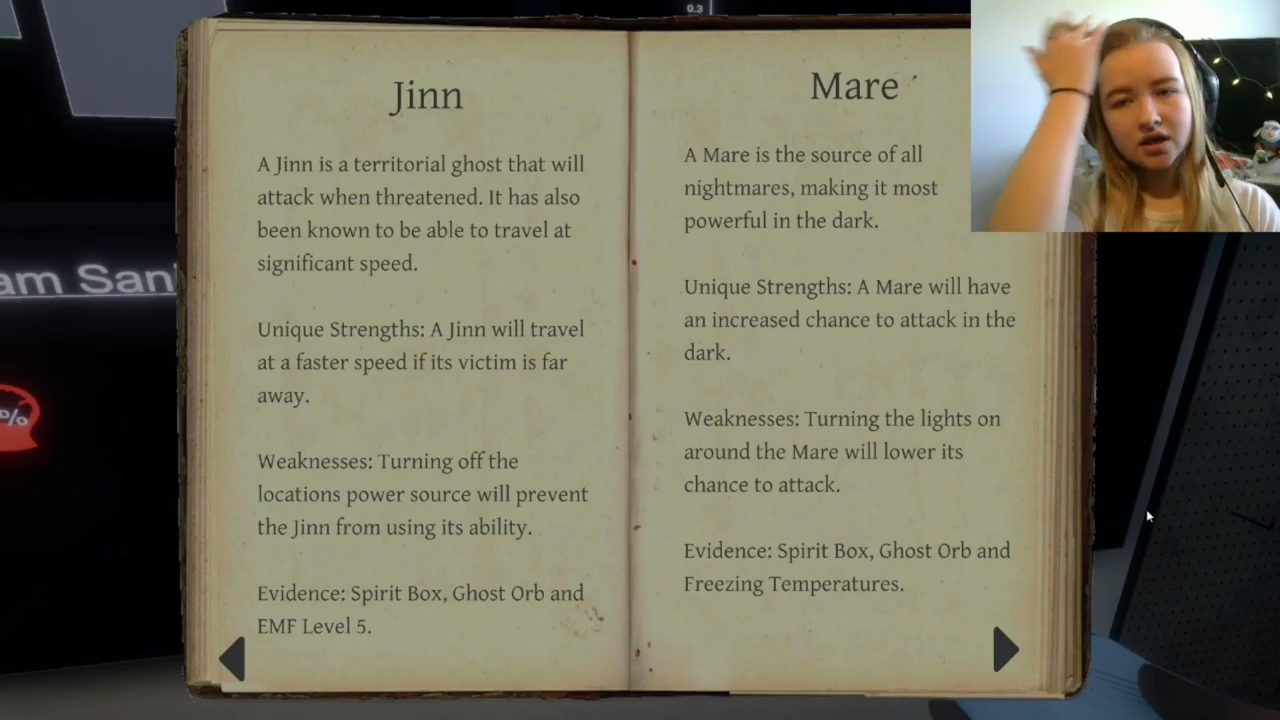 0.3
Jinn
A Jinn is a territorial ghost that will
attack when threatened. It has also
been known to be able to travel at
significant speed.
Unique Strengths: A Jinn will travel
at a faster speed if its victim is far
away.
Weaknesses: Turning off the
locations power source will prevent
the Jinn from using its ability.
Evidence: Spirit Box, Ghost Orb and
EMF Level 5.
Mare
A Mare is the source of all
nightmares, making it most
powerful in the dark.
Unique Strengths: A Mare will have
an increased chance to attack in the
dark.
Weaknesses: Turning the lights on
around the Mare will lower its
chance to attack.
Evidence: Spirit Box, Ghost Orb and
Freezing Temperatures.
am San
%